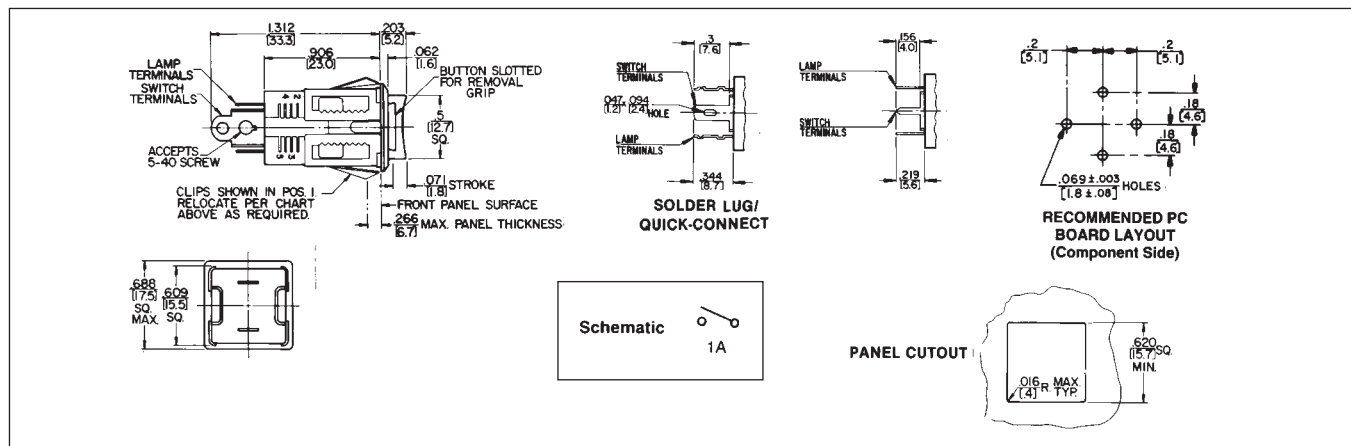 1.312
[33.3]
.203
[5.2]
.906
[23.0]
.062
[1.6]
LAMP
TERMINALS
SWITCH
TERMINALS
BUTTON SLOTTED
FOR REMOVAL
GRIP
2
4
.5
[12.7]
SQ.
ACCEPTS
5-40 SCREW
CLIPS SHOWN IN POS. 1.
RELOCATE PER CHART
ABOVE AS REQUIRED.
.071
[1.8]
STROKE
FRONT PANEL SURFACE
.266
[6.7]
MAX. PANEL THICKNESS
.3
[7.6]
SWITCH
TERMINALS
.047
[1.2]
x
.094
[2.4]
HOLE
LAMP
TERMINALS
.344
[8.7]
SOLDER LUG/
QUICK-CONNECT
.156
[4.0]
LAMP
TERMINALS
SWITCH
TERMINALS
.219
[5.6]
.2
[5.1]
.2
[5.1]
.18
[4.6]
.18
[4.6]
.069 ±.003
[1.8 ±.08]
HOLES
RECOMMENDED PC
BOARD LAYOUT
(Component Side)
.688
[17.5]
SQ.
MAX.
.609
[15.5]
SQ.
Schematic
1A
PANEL CUTOUT
.620
[15.7]
SQ.
MIN.
.016
[.4]
R. MAX.
TYP.